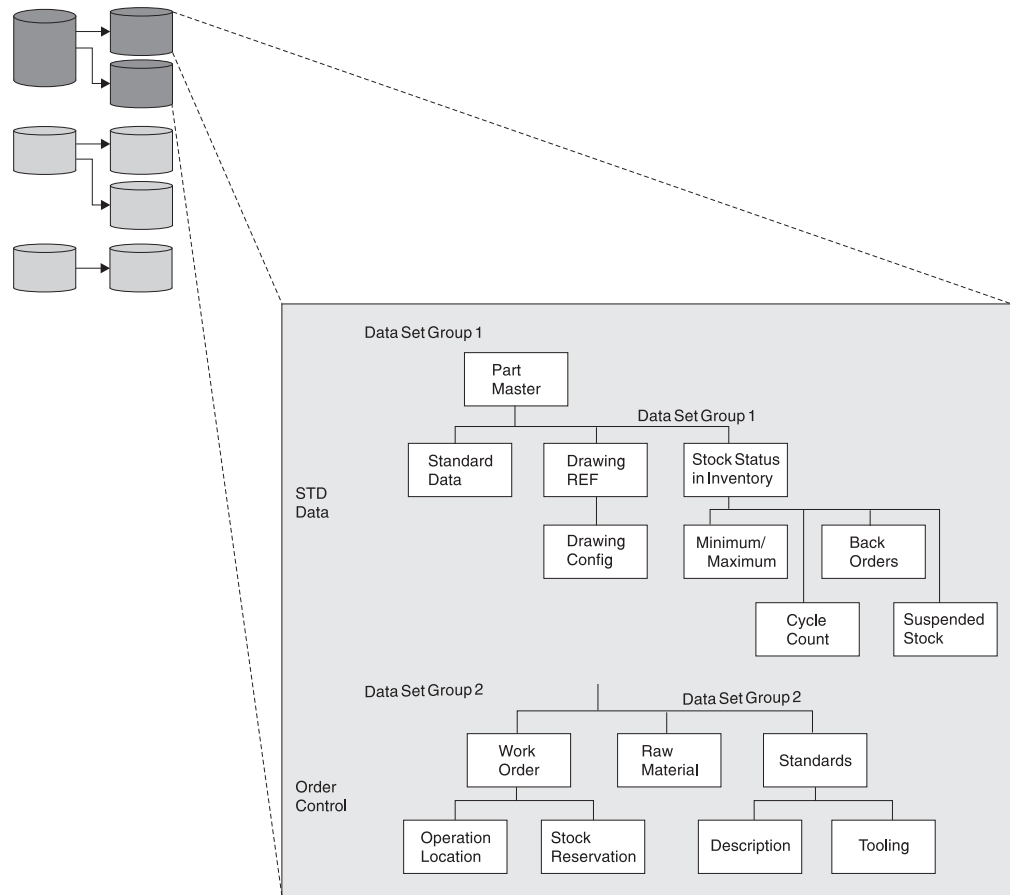 Data Set Group 1
Part
Master
Data Set Group 1
Standard
Data
Drawing
REF
Stock Status
in Inventory
STD
Data
Drawing
Config
Minimum/
Maximum
Back
Orders
Cycle
Count
Suspended
Stock
Data Set Group 2
Data Set Group 2
Work
Order
Raw
Material
Standards
Order
Control
Operation
Location
Stock
Reservation
Description
Tooling